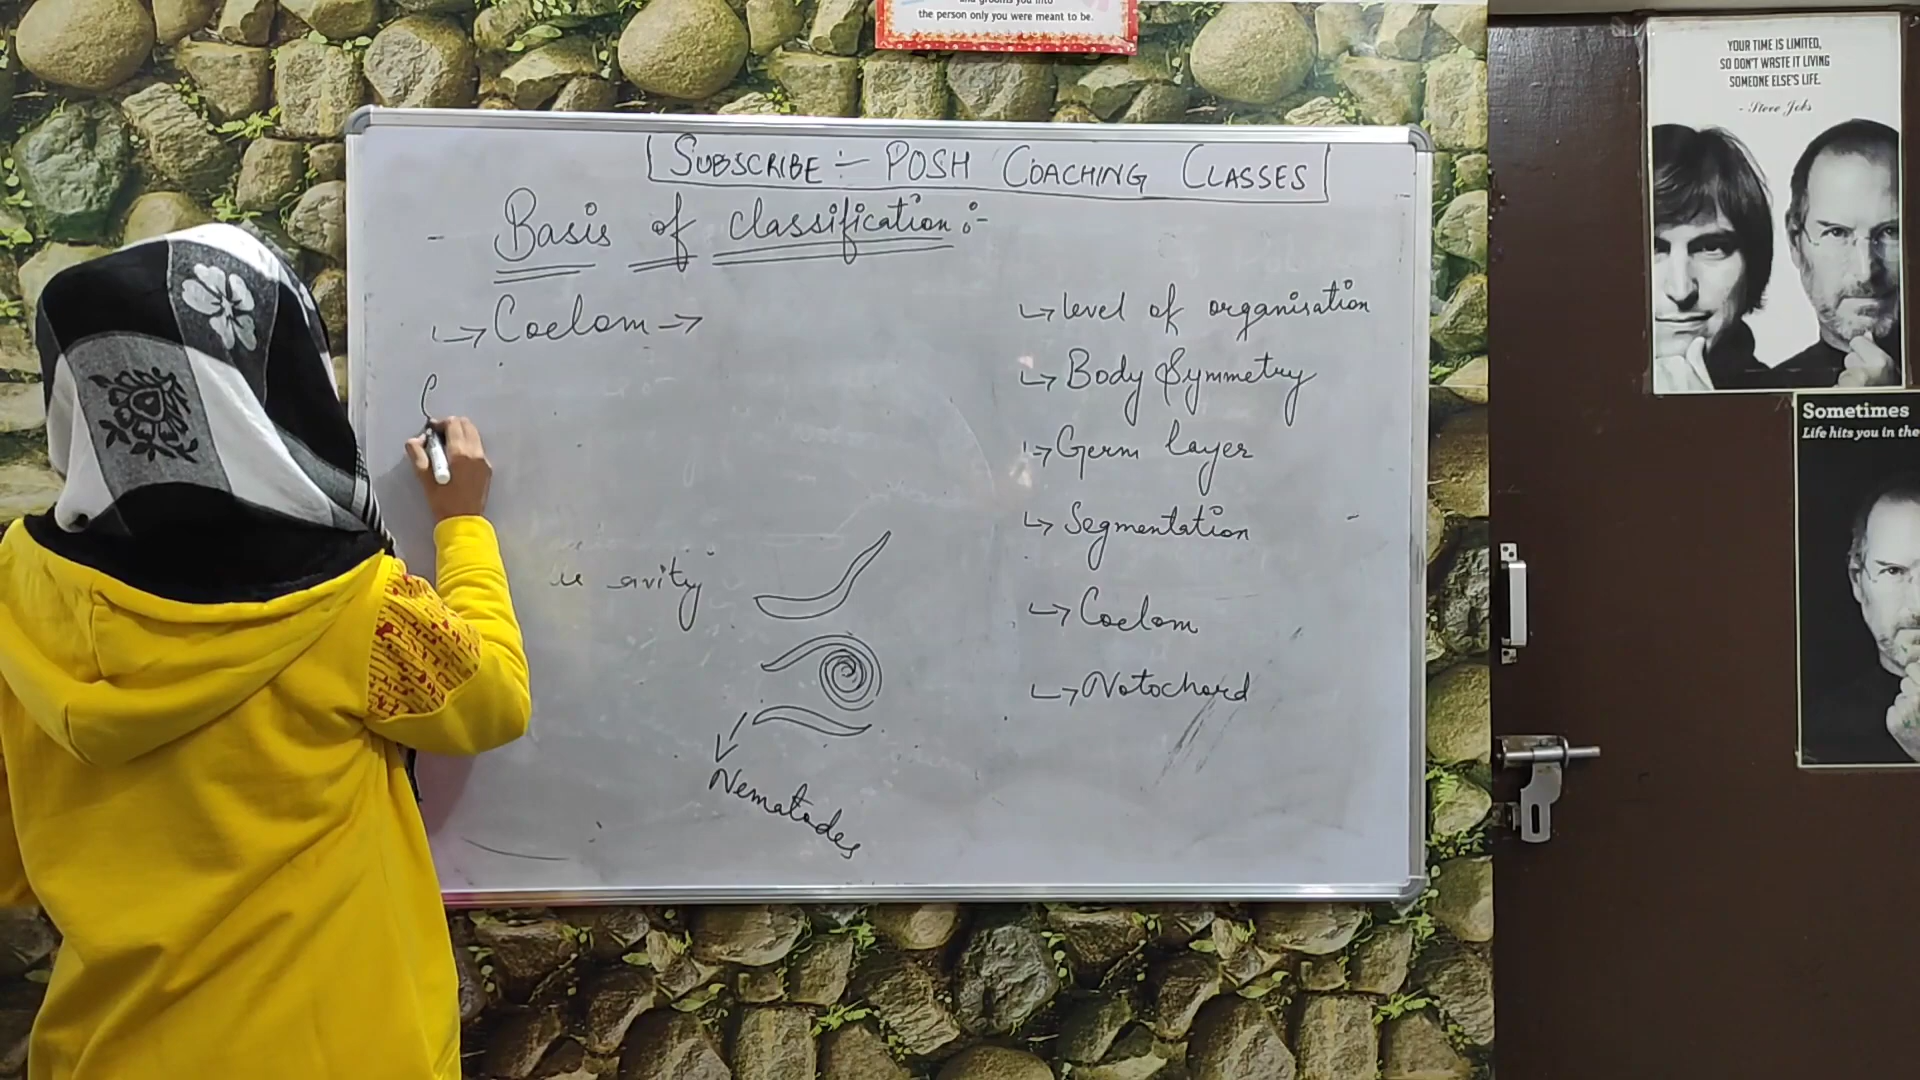 the person only you were meant to be.
SUBSCRIBE :- POSH COACHING CLASSES
- Basis of classification :-
↳ Coelom →
avity
Nematodes
↳ level of organisation
↳ Body Symmetry
↳ Germ layer
↳ Segmentation
↳ Coelom
↳ Notochord
YOUR TIME IS LIMITED,
SO DON'T WASTE IT LIVING
SOMEONE ELSE'S LIFE.
- Steve Jobs
Sometimes
Life hits you in the